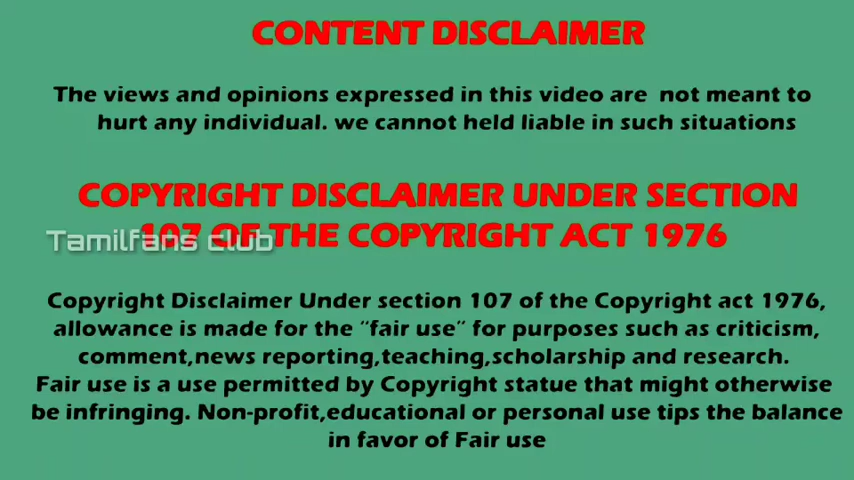 CONTENT DISCLAIMER
The views and opinions expressed in this video are not meant to
hurt any individual. we cannot held liable in such situations
COPYRIGHT DISCLAIMER UNDER SECTION
107 OF THE COPYRIGHT ACT 1976
Tamilfans club
Copyright Disclaimer Under section 107 of the Copyright act 1976,
allowance is made for the "fair use" for purposes such as criticism,
comment,news reporting,teaching,scholarship and research.
Fair use is a use permitted by Copyright statue that might otherwise
be infringing. Non-profit,educational or personal use tips the balance
in favor of Fair use